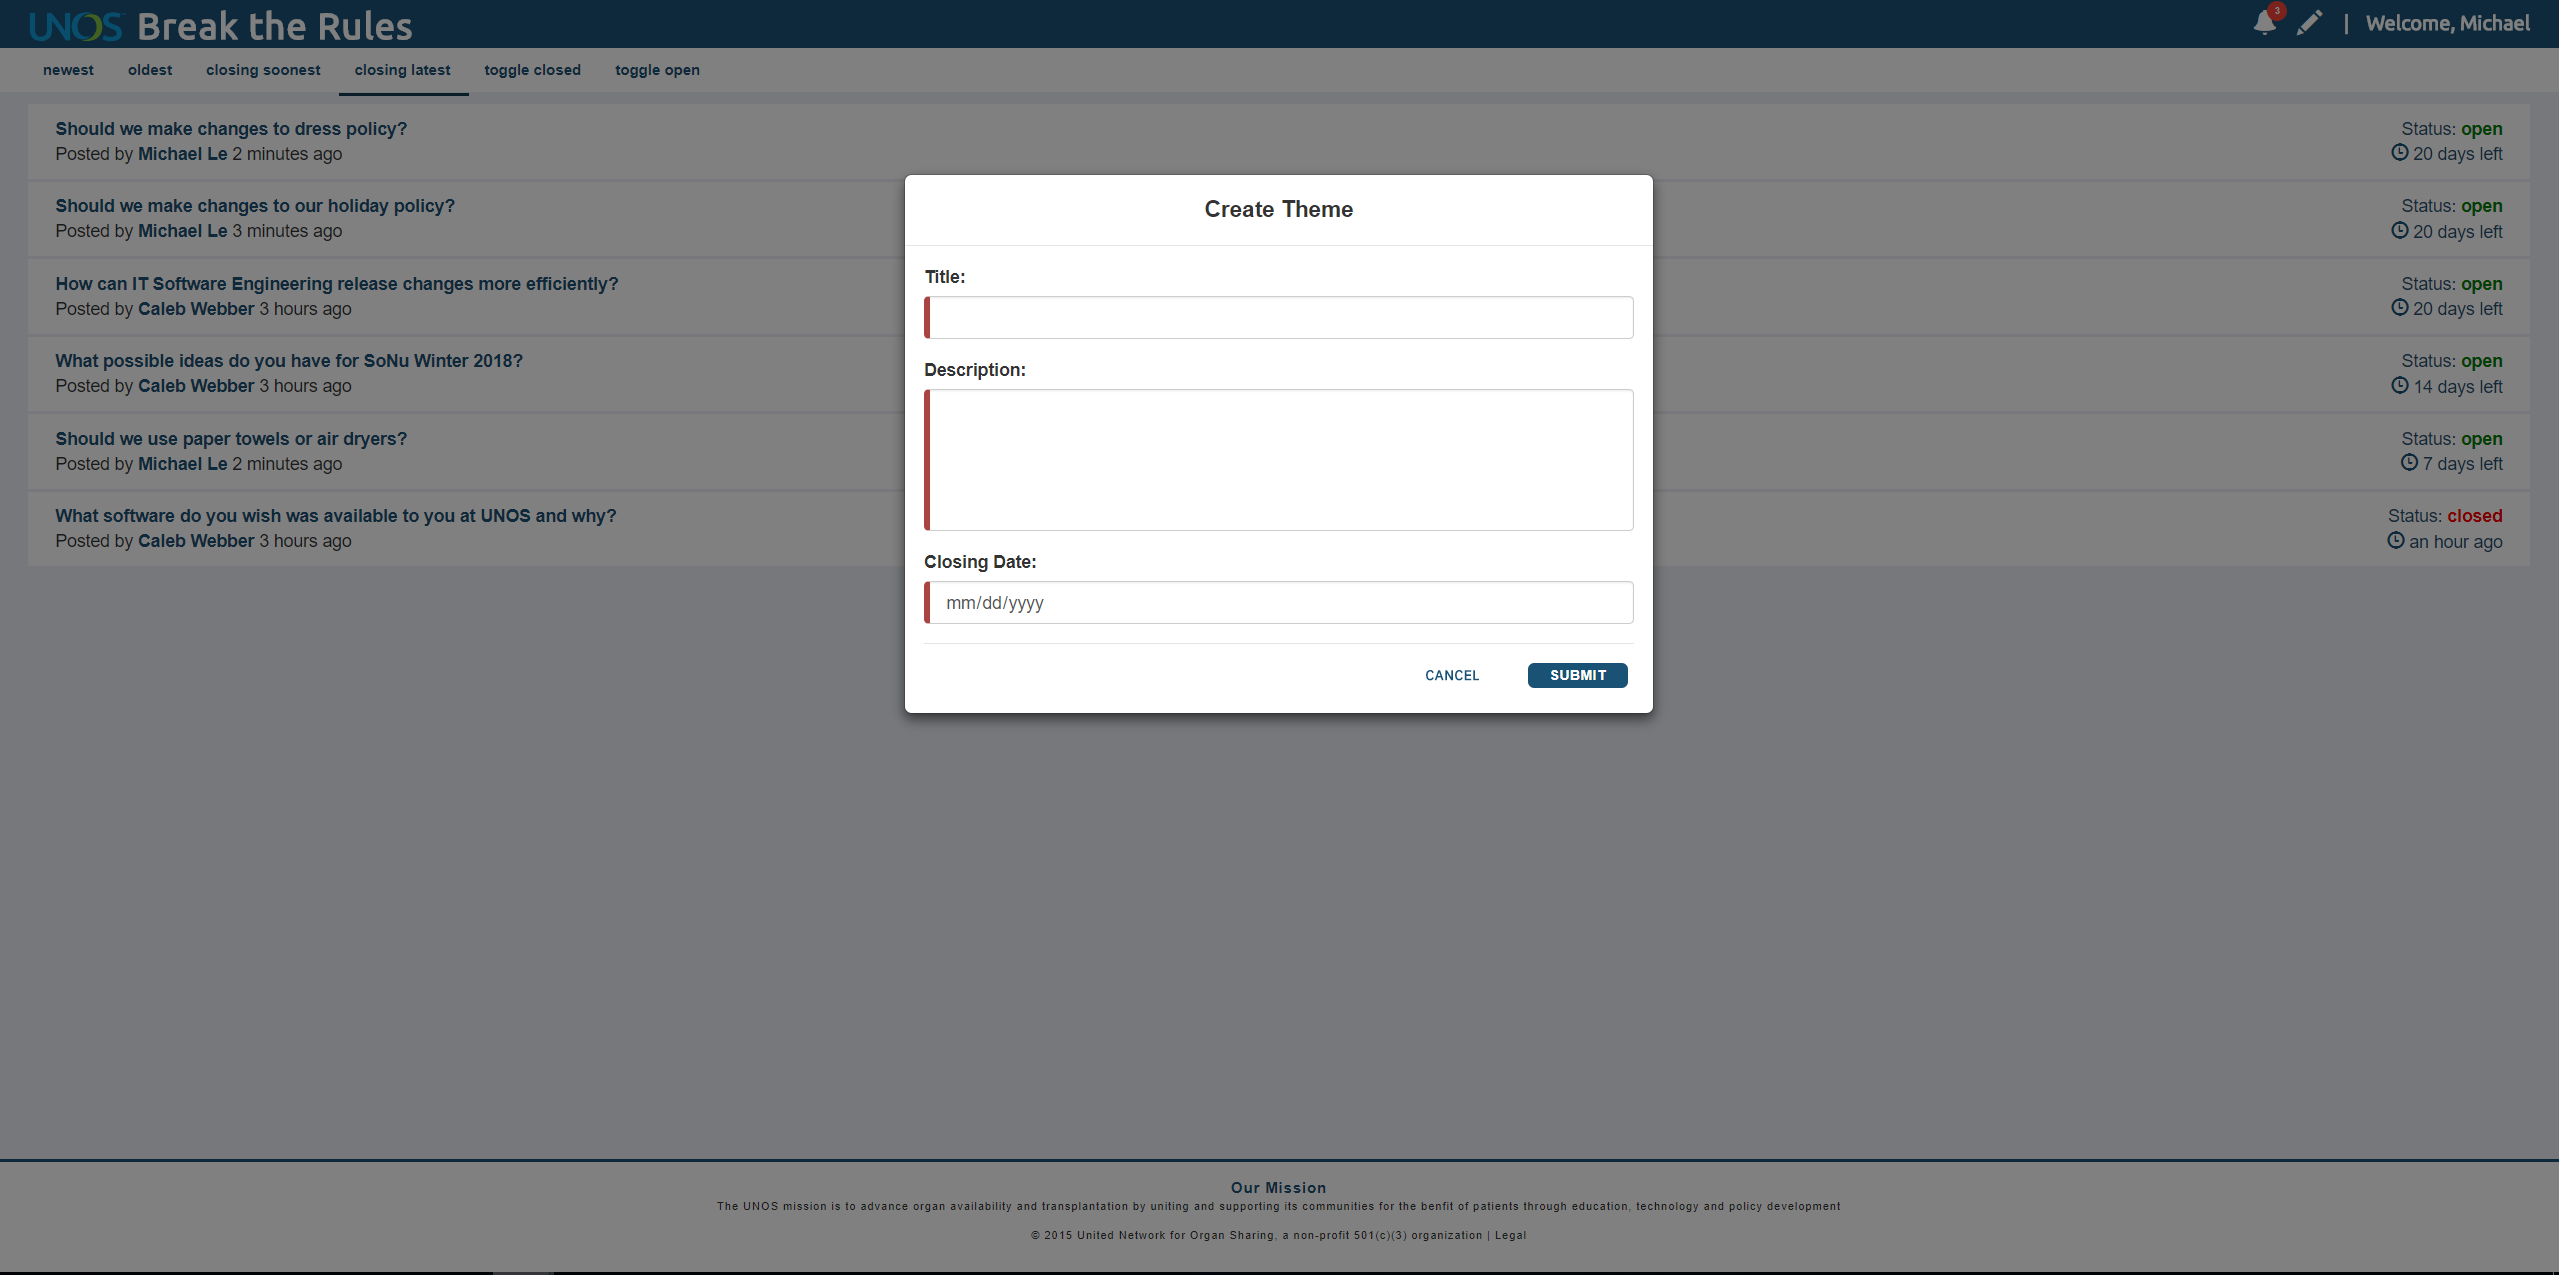 UNOS Break the Rules
3
| Welcome, Michael
newest oldest closing soonest closing latest toggle closed toggle open
Should we make changes to dress policy?
Posted by Michael Le 2 minutes ago
Status: open
20 days left
Should we make changes to our holiday policy?
Posted by Michael Le 3 minutes ago
Status: open
20 days left
How can IT Software Engineering release changes more efficiently?
Posted by Caleb Webber 3 hours ago
Status: open
20 days left
What possible ideas do you have for SoNu Winter 2018?
Posted by Caleb Webber 3 hours ago
Status: open
14 days left
Should we use paper towels or air dryers?
Posted by Michael Le 2 minutes ago
Status: open
7 days left
What software do you wish was available to you at UNOS and why?
Posted by Caleb Webber 3 hours ago
Status: closed
an hour ago
Create Theme
Title:
Description:
Closing Date:
mm/dd/yyyy
CANCEL SUBMIT
Our Mission
The UNOS mission is to advance organ availability and transplantation by uniting and supporting its communities for the benfit of patients through education, technology and policy development
© 2015 United Network for Organ Sharing, a non-profit 501(c)(3) organization | Legal